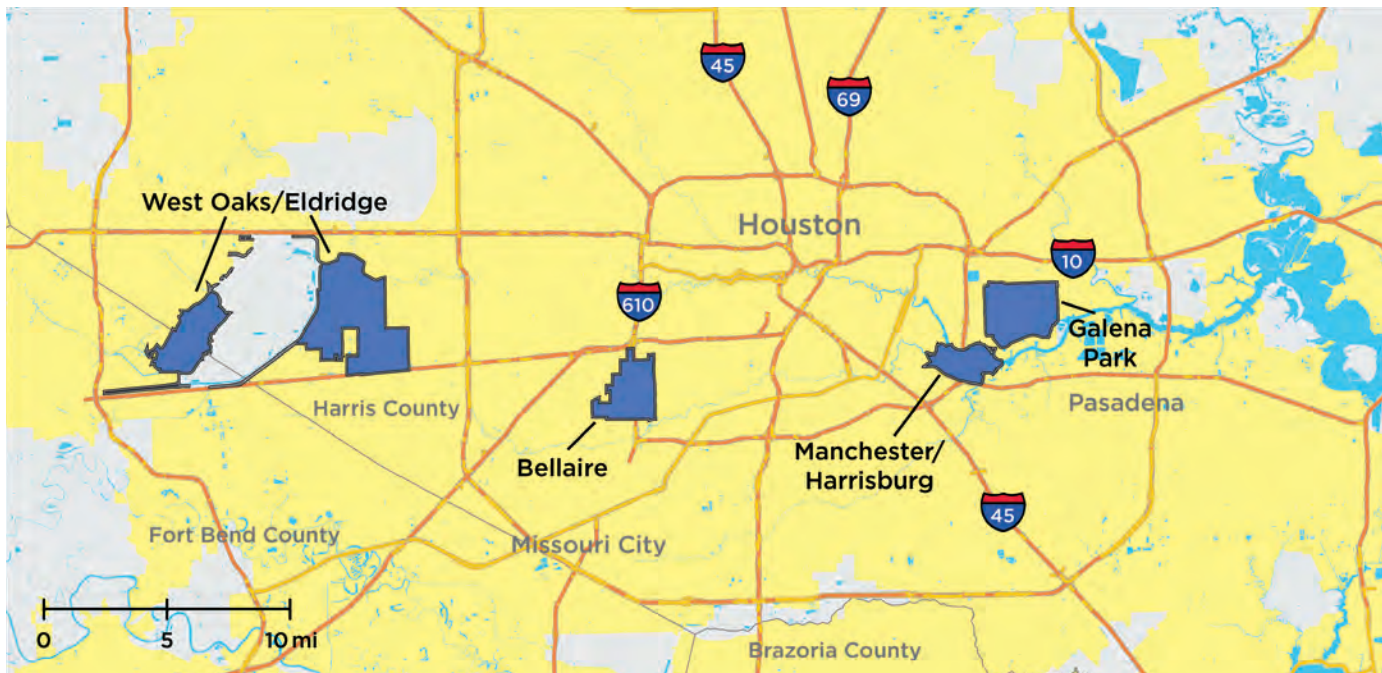 45
69
West Oaks/Eldridge
Houston
10
610
Galena
Park
Harris County
Pasadena
Bellaire
Manchester/
Harrisburg
45
Fort Bend County
Missouri City
0 5 10 mi
Brazoria County